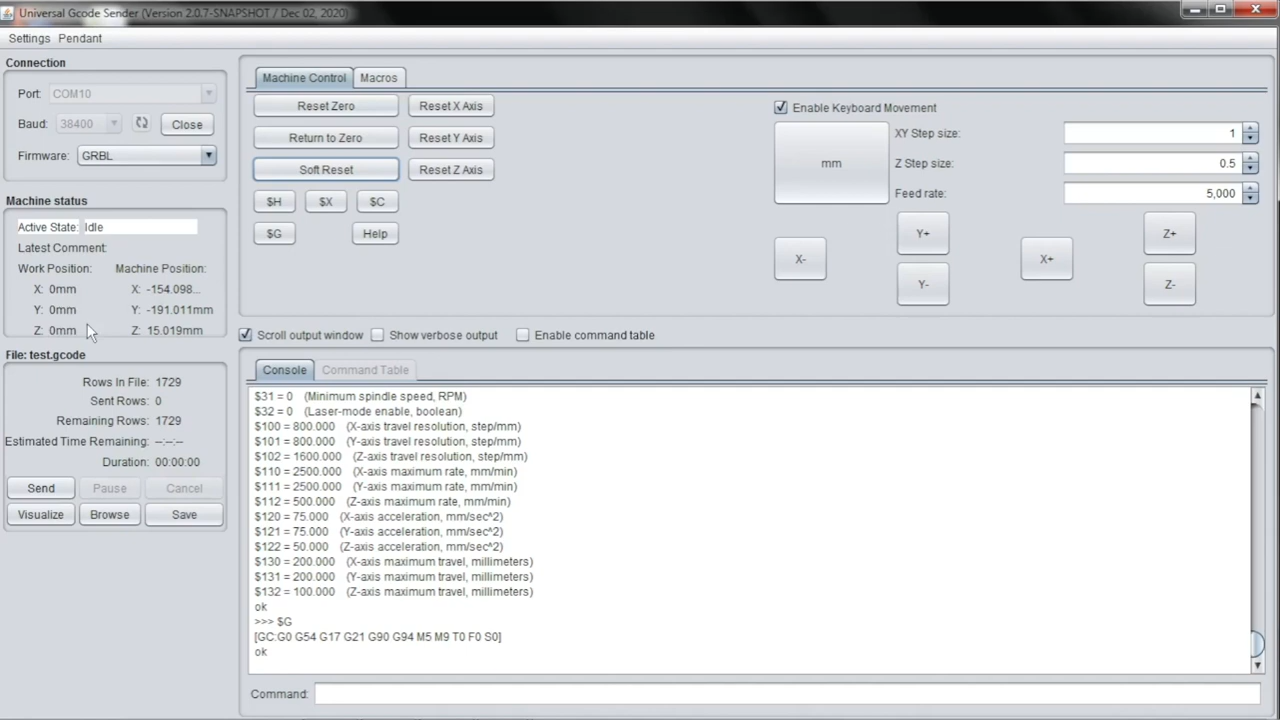 Universal Gcode Sender (Version 2.0.7-SNAPSHOT / Dec 02, 2020)
Settings Pendant
Connection
Port: COM10
Baud: 38400 Close
Firmware: GRBL
Machine status
Active State: Idle
Latest Comment:
Work Position: Machine Position:
X: 0mm X: -154.098...
Y: 0mm Y: -191.011mm
Z: 0mm Z: 15.019mm
File: test.gcode
Rows In File: 1729
Sent Rows: 0
Remaining Rows: 1729
Estimated Time Remaining: --:--:--
Duration: 00:00:00
Send Pause Cancel
Visualize Browse Save
Machine Control Macros
Reset Zero Reset X Axis
Return to Zero Reset Y Axis
Soft Reset Reset Z Axis
$H $X $C
$G Help
Enable Keyboard Movement
mm
XY Step size: 1
Z Step size: 0.5
Feed rate: 5,000
Y+ Z+
X- X+
Y- Z-
Scroll output window Show verbose output Enable command table
Console Command Table
$31 = 0 (Minimum spindle speed, RPM)
$32 = 0 (Laser-mode enable, boolean)
$100 = 800.000 (X-axis travel resolution, step/mm)
$101 = 800.000 (Y-axis travel resolution, step/mm)
$102 = 1600.000 (Z-axis travel resolution, step/mm)
$110 = 2500.000 (X-axis maximum rate, mm/min)
$111 = 2500.000 (Y-axis maximum rate, mm/min)
$112 = 500.000 (Z-axis maximum rate, mm/min)
$120 = 75.000 (X-axis acceleration, mm/sec^2)
$121 = 75.000 (Y-axis acceleration, mm/sec^2)
$122 = 50.000 (Z-axis acceleration, mm/sec^2)
$130 = 200.000 (X-axis maximum travel, millimeters)
$131 = 200.000 (Y-axis maximum travel, millimeters)
$132 = 100.000 (Z-axis maximum travel, millimeters)
ok
>>> $G
[GC:G0 G54 G17 G21 G90 G94 M5 M9 T0 F0 S0]
ok
Command: